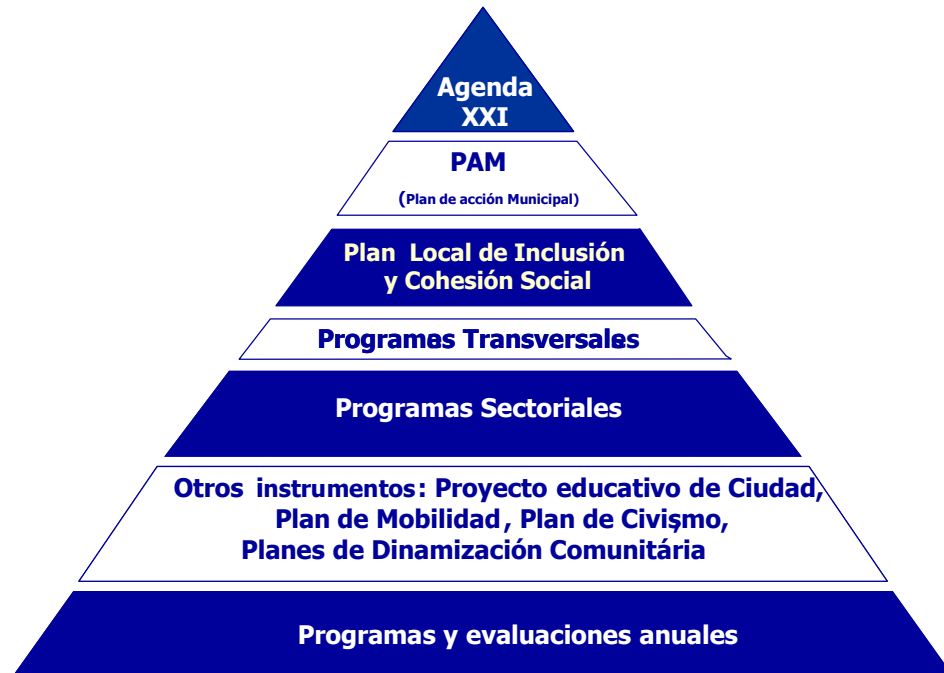 Agenda
XXI
PAM
(Plan de acción Municipal)
Plan Local de Inclusión
y Cohesión Social
Programas Transversales
Programas Sectoriales
Otros instrumentos: Proyecto educativo de Ciudad,
Plan de Mobilidad, Plan de Civismo,
Planes de Dinamización Comunitária
Programas y evaluaciones anuales